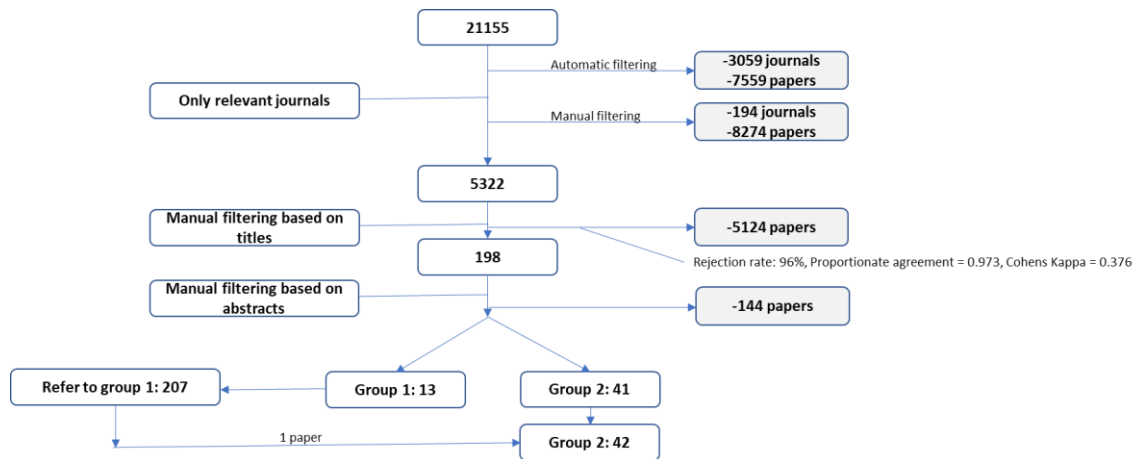 21155
Automatic filtering
-3059 journals
-7559 papers
Only relevant journals
Manual filtering
-194 journals
-8274 papers
5322
Manual filtering based on
titles
-5124 papers
198
Rejection rate: 96%, Proportionate agreement = 0.973, Cohens Kappa = 0.376
Manual filtering based on
abstracts
-144 papers
Refer to group 1: 207
Group 1: 13
Group 2: 41
1 paper
Group 2: 42